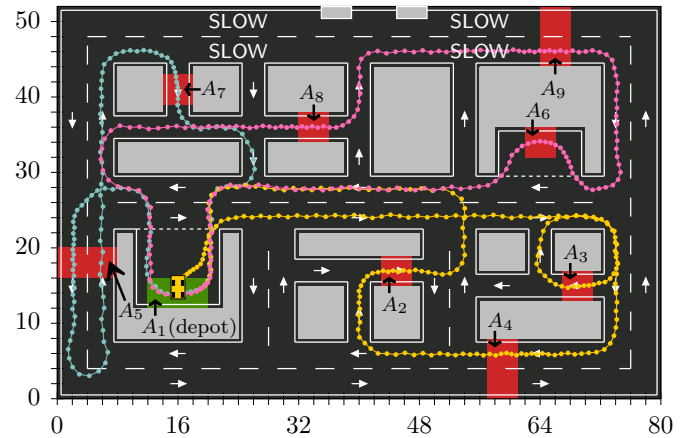 52
SLOW SLOW
SLOW SLOW
40
A7
A8
A9
A6
30
20
A5
A3
A2
A4
A1(depot)
10
0
0 16 32 48 64 80